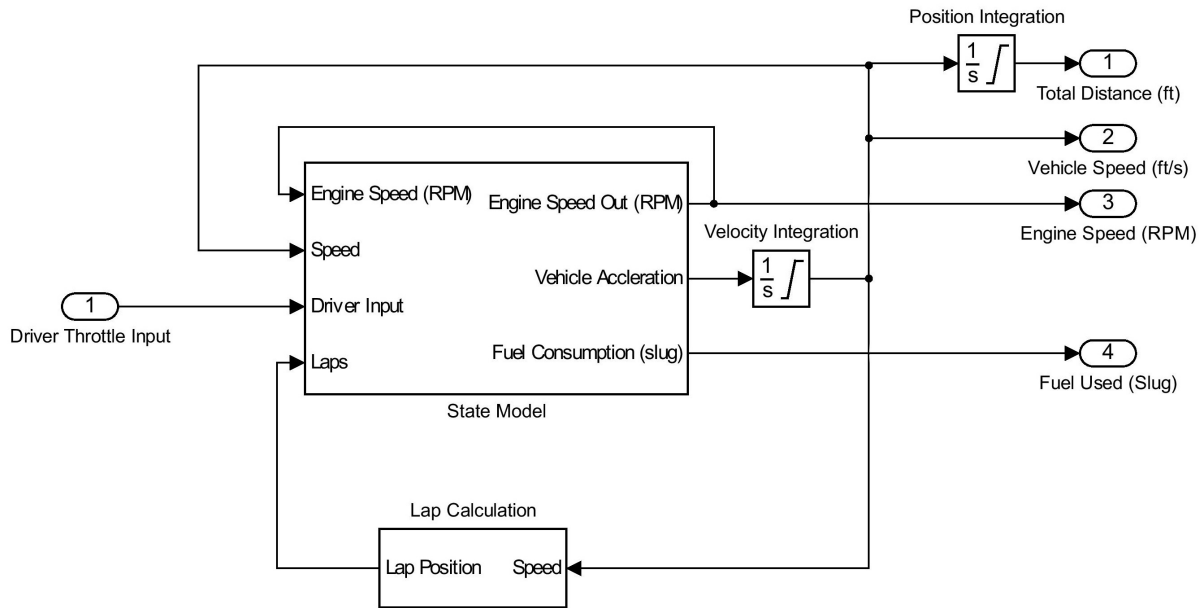 Position Integration
1
s
1
Total Distance (ft)
2
Vehicle Speed (ft/s)
Engine Speed (RPM)
Engine Speed Out (RPM)
3
Engine Speed (RPM)
Velocity Integration
Speed
1
s
Vehicle Accleration
1
Driver Input
Driver Throttle Input
Laps
Fuel Consumption (slug)
4
Fuel Used (Slug)
State Model
Lap Calculation
Lap Position
Speed